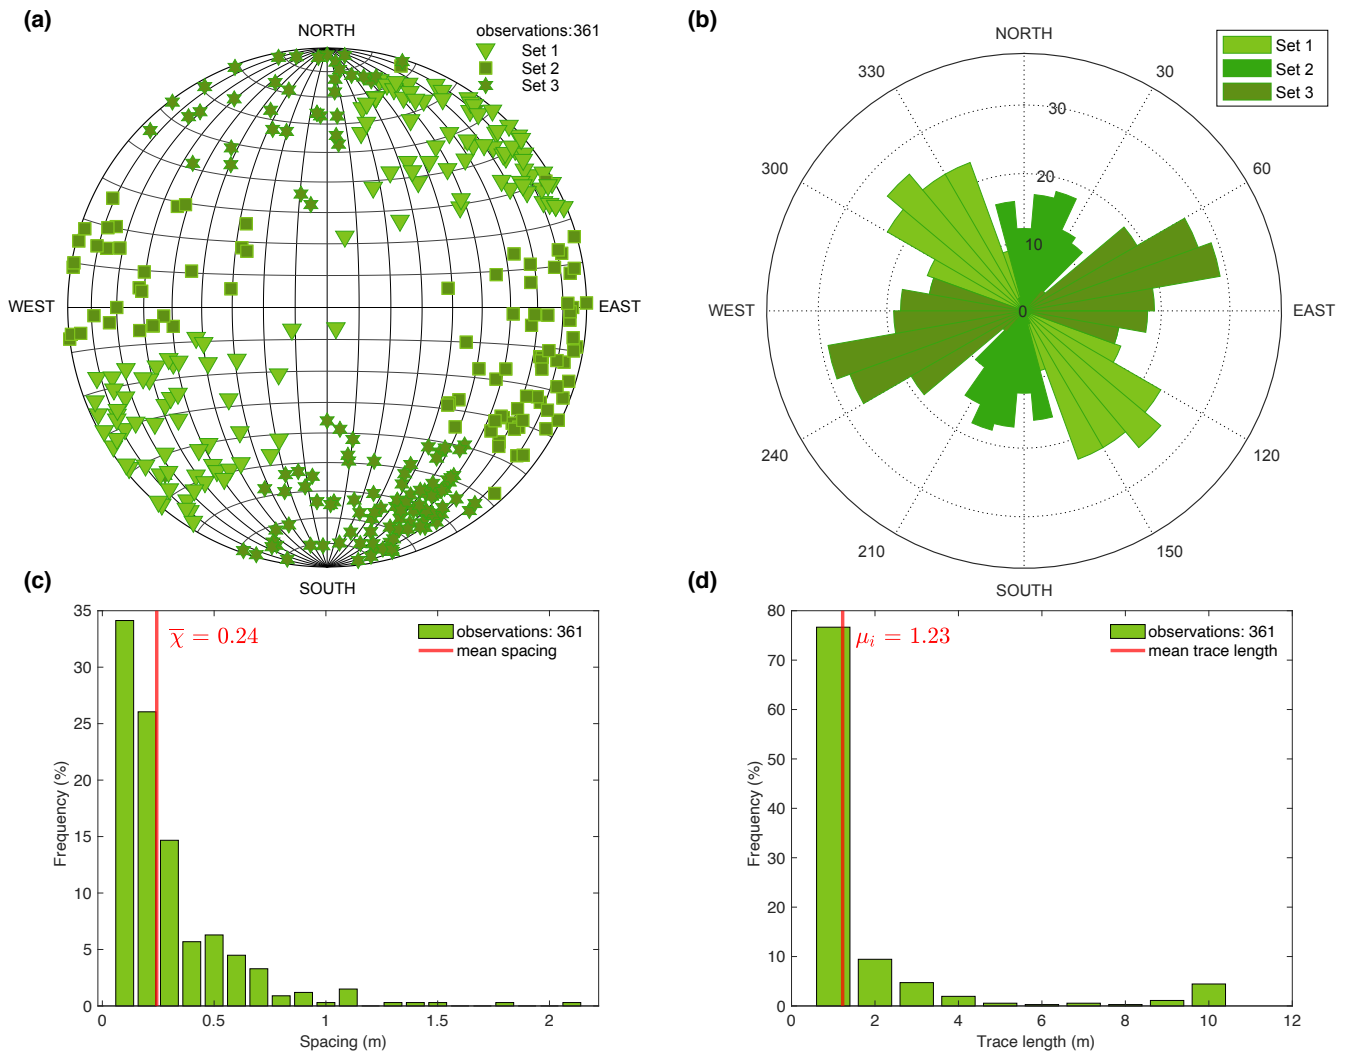 (a)
NORTH
observations:361
Set 1
Set 2
Set 3
WEST
EAST
SOUTH
(b)
NORTH
Set 1
Set 2
Set 3
330
30
300
60
30
20
10
0
WEST
EAST
240
120
210
150
SOUTH
(c)
35
30
25
20
15
10
5
0
Frequency (%)
χ̅ = 0.24
observations: 361
mean spacing
0
0.5
1
1.5
2
Spacing (m)
(d)
80
70
60
50
40
30
20
10
0
Frequency (%)
μi = 1.23
observations: 361
mean trace length
0
2
4
6
8
10
12
Trace length (m)